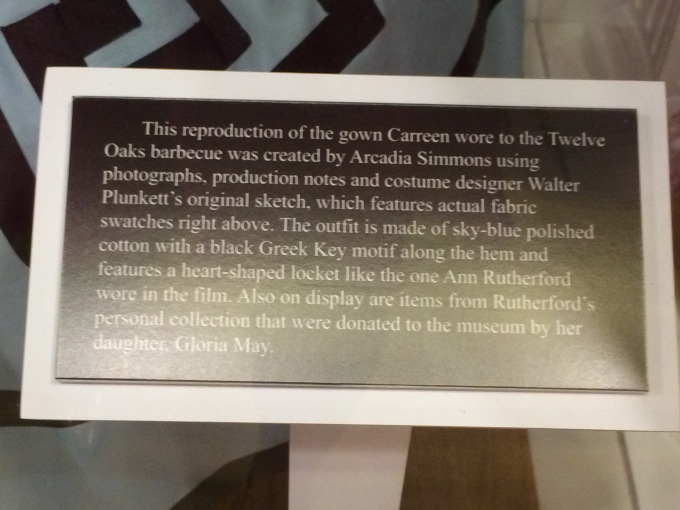 This reproduction of the gown Carreen wore to the Twelve
Oaks barbecue was created by Arcadia Simmons using
photographs, production notes and costume designer Walter
Plunkett's original sketch, which features actual fabric
swatches right above. The outfit is made of sky-blue polished
cotton with a black Greek Key motif along the hem and
features a heart-shaped locket like the one Ann Rutherford
wore in the film. Also on display are items from Rutherford's
personal collection that were donated to the museum by her
daughter, Gloria May.